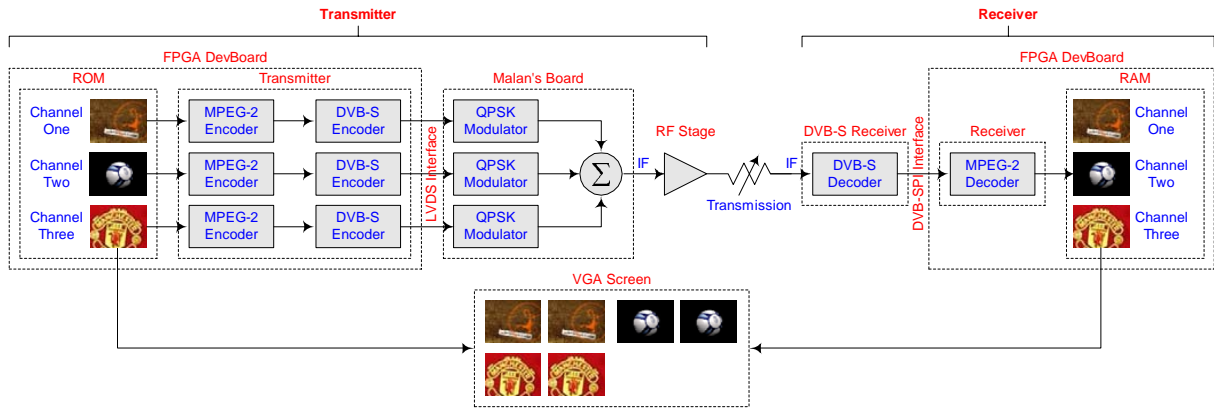 Transmitter
Receiver
FPGA DevBoard
FPGA DevBoard
ROM
Transmitter
Malan's Board
RAM
Channel
One
MPEG-2
Encoder
DVB-S
Encoder
QPSK
Modulator
Channel
Two
MPEG-2
Encoder
DVB-S
Encoder
QPSK
Modulator
Channel
Three
MPEG-2
Encoder
DVB-S
Encoder
QPSK
Modulator
LVDS Interface
Σ
IF
RF Stage
Transmission
IF
DVB-S Receiver
DVB-S
Decoder
DVB-SPI Interface
Receiver
MPEG-2
Decoder
Channel
One
Channel
Two
Channel
Three
VGA Screen